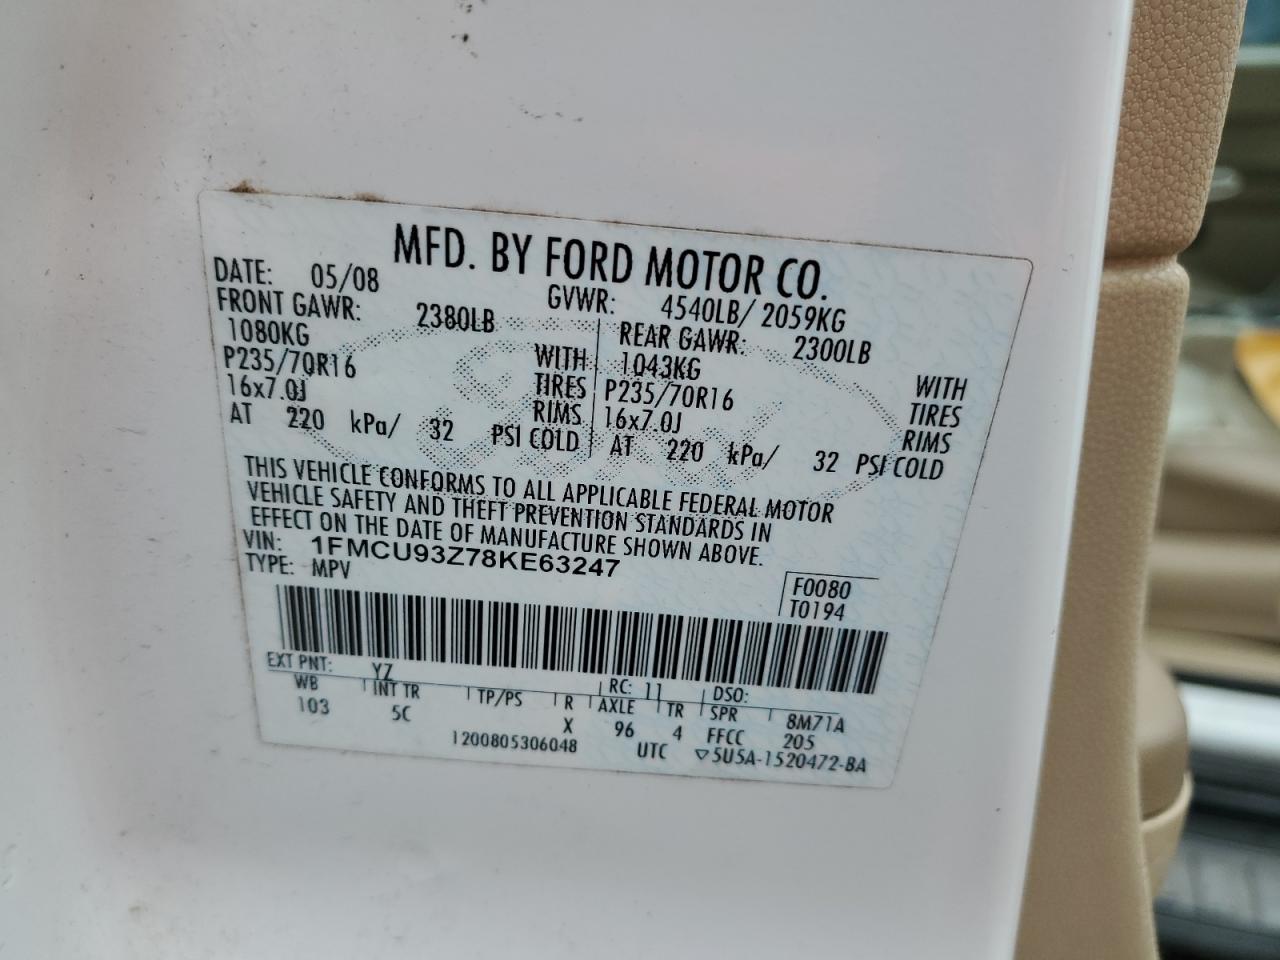 MFD. BY FORD MOTOR CO.
DATE: 05/08 GVWR: 4540LB/ 2059KG
FRONT GAWR: 2380LB REAR GAWR: 2300LB
1080KG WITH 1043KG WITH
P235/70R16 TIRES P235/70R16 TIRES
16x7.0J RIMS 16x7.0J RIMS
AT 220 kPa/ 32 PSI COLD AT 220 kPa/ 32 PSI COLD
THIS VEHICLE CONFORMS TO ALL APPLICABLE FEDERAL MOTOR
VEHICLE SAFETY AND THEFT PREVENTION STANDARDS IN
EFFECT ON THE DATE OF MANUFACTURE SHOWN ABOVE.
VIN: 1FMCU93Z78KE63247
TYPE: MPV
F0080
T0194
EXT PNT: YZ RC: 11 DSO:
WB INT TR TP/PS R AXLE TR SPR 8M71A
103 5C X 96 4 FFCC 205
1200805306048 UTC ▽5U5A-1520472-BA